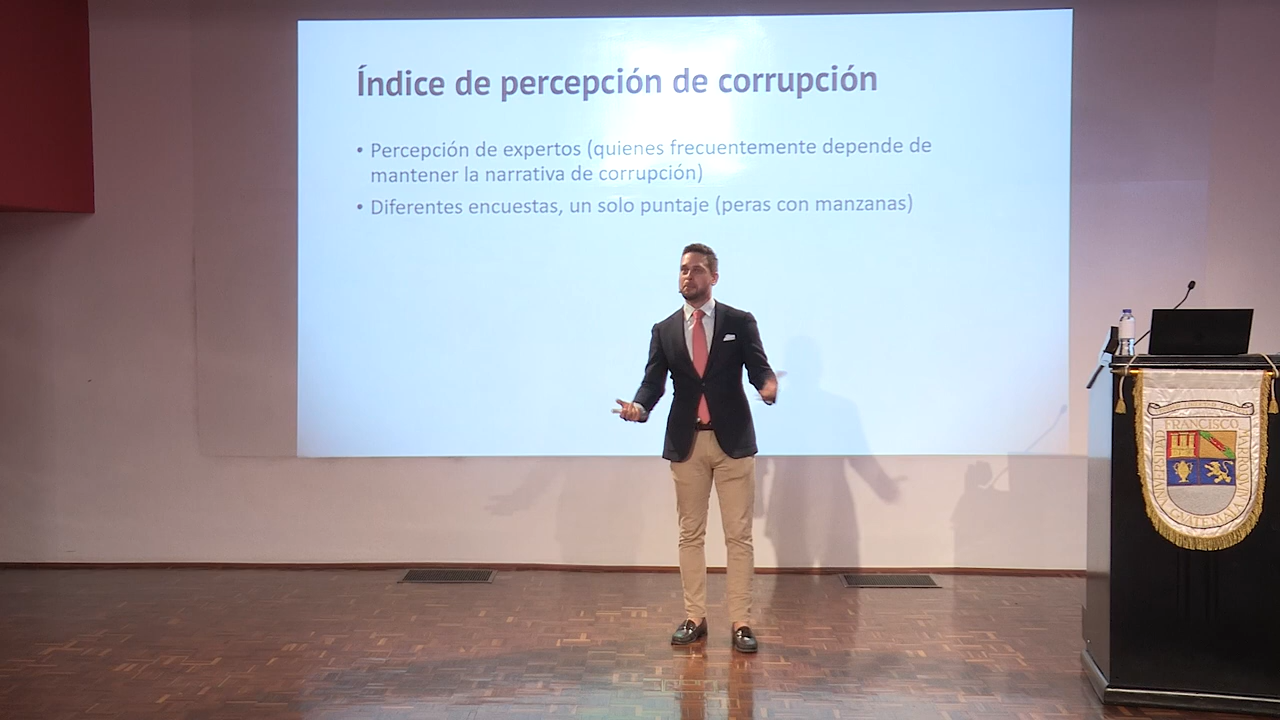 Índice de percepción de corrupción
• Percepción de expertos (quienes frecuentemente depende de
mantener la narrativa de corrupción)
• Diferentes encuestas, un solo puntaje (peras con manzanas)
FRANCISCO
GUATEMALA